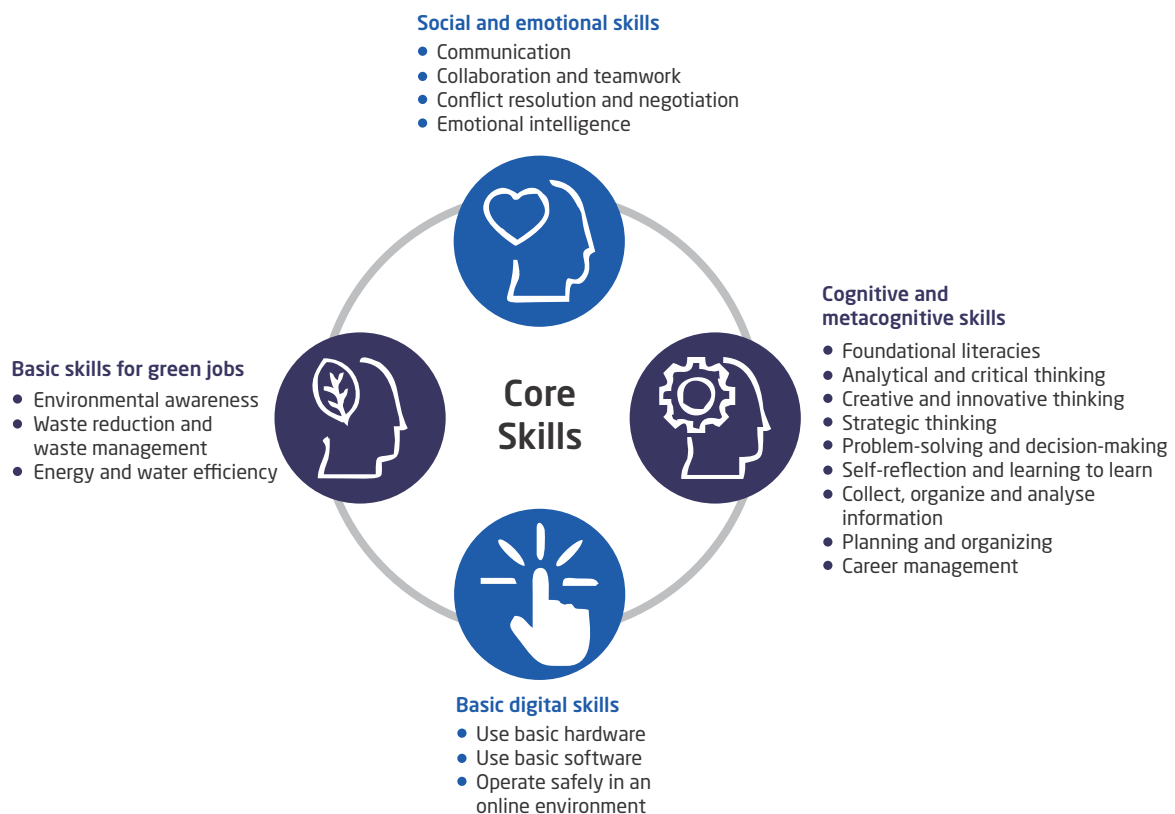 Social and emotional skills
• Communication
• Collaboration and teamwork
• Conflict resolution and negotiation
• Emotional intelligence
Cognitive and
metacognitive skills
• Foundational literacies
• Analytical and critical thinking
• Creative and innovative thinking
• Strategic thinking
• Problem-solving and decision-making
• Self-reflection and learning to learn
• Collect, organize and analyse
information
• Planning and organizing
• Career management
Basic skills for green jobs
• Environmental awareness
• Waste reduction and
waste management
• Energy and water efficiency
Core
Skills
Basic digital skills
• Use basic hardware
• Use basic software
• Operate safely in an
online environment